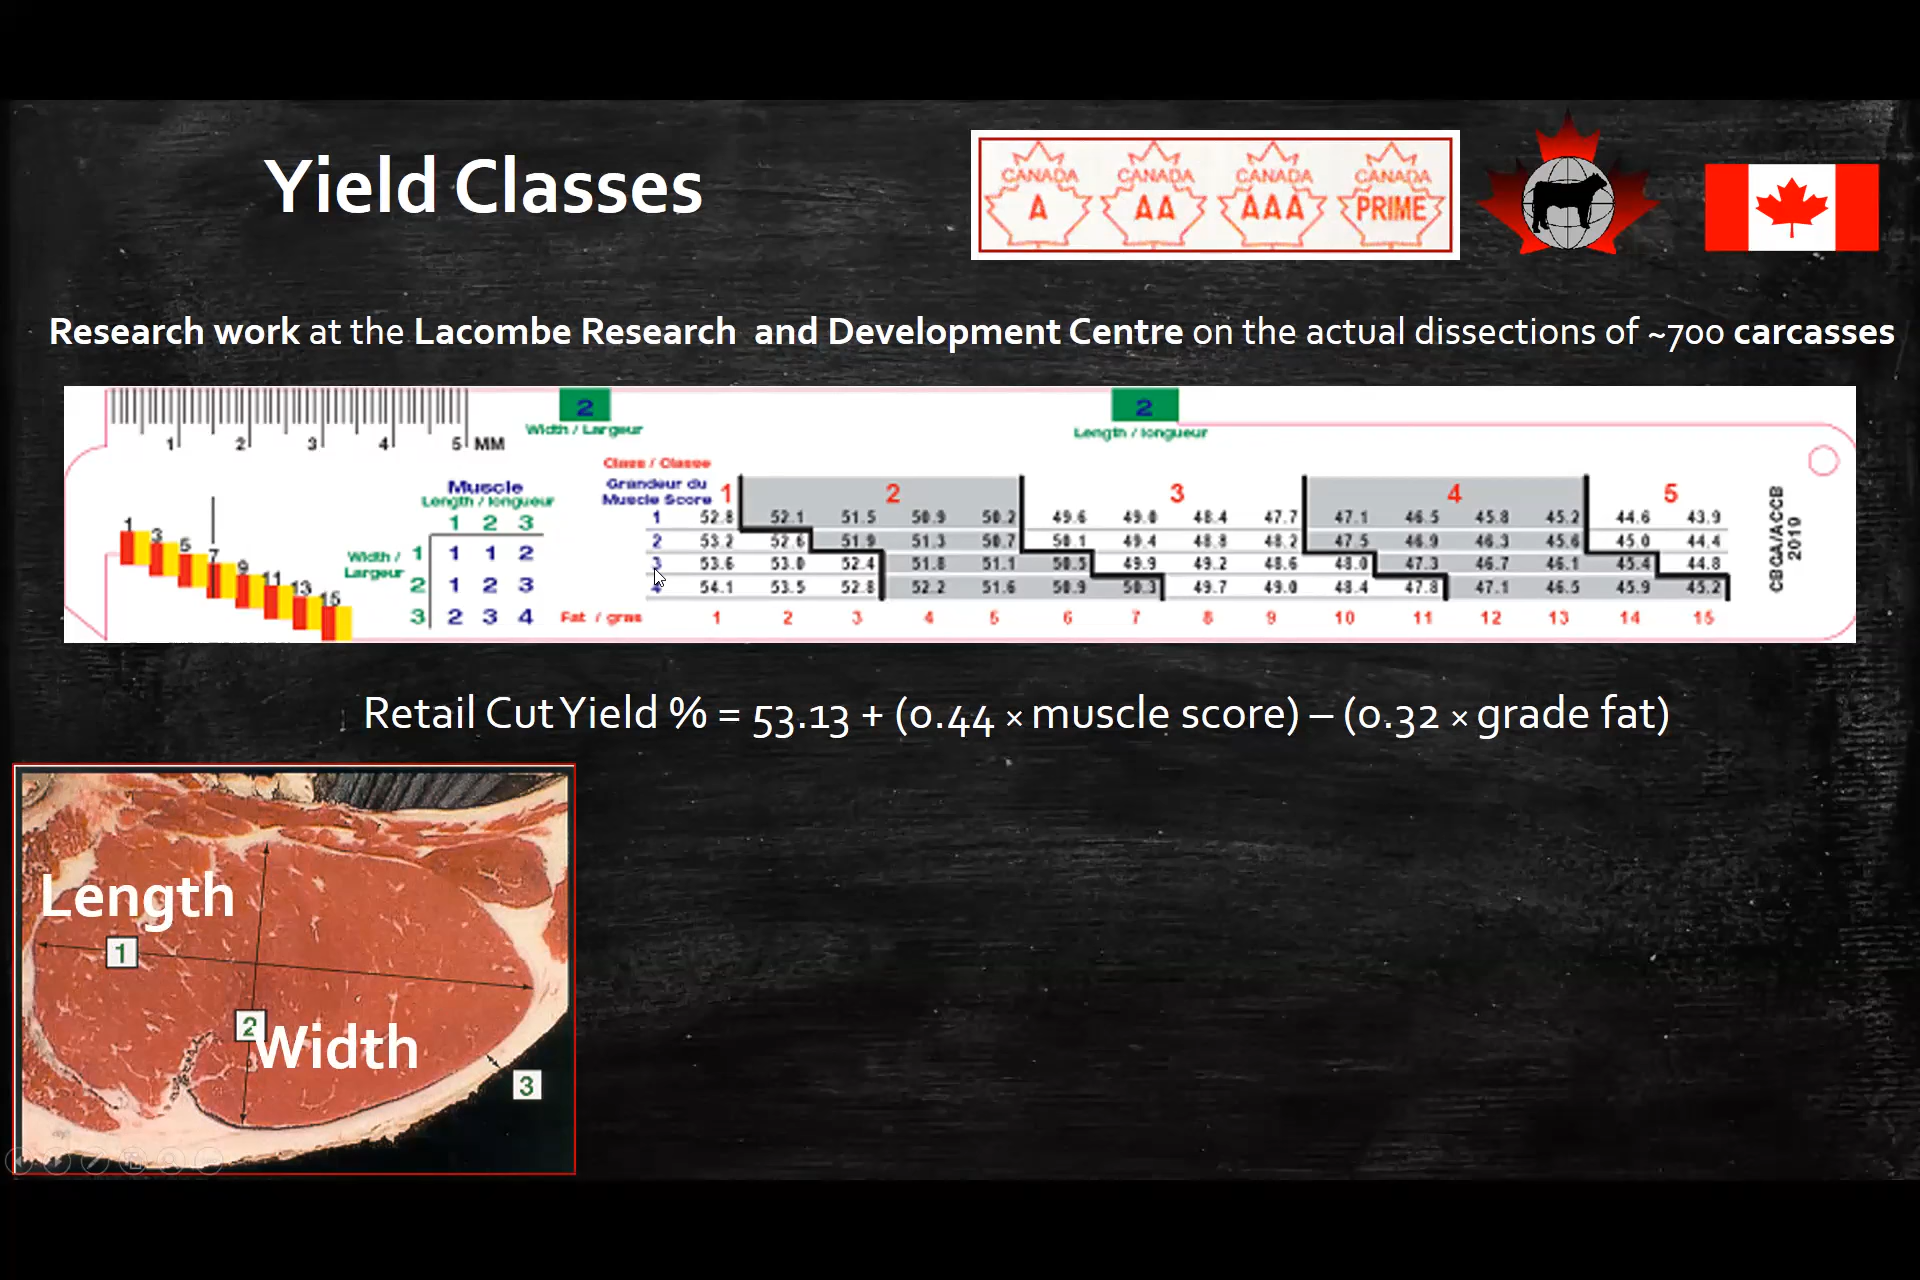 Yield Classes
CANADA A CANADA AA CANADA AAA CANADA PRIME
Research work at the Lacombe Research and Development Centre on the actual dissections of ~700 carcasses
2 2
Width / Largeur Length / longueur
1 2 3 4 5 MM
Class / Classe
Muscle Grandeur du
Length / longueur Muscle Score 1 2 3 4 5
1 2 3
1 3 5 7 9 11 13 15
Width / Largeur
1 1 1 2
2 1 2 3
3 2 3 4
1 52.8 52.1 51.5 50.9 50.2 49.6 49.0 48.4 47.7 47.1 46.5 45.8 45.2 44.6 43.9
2 53.2 52.6 51.9 51.3 50.7 50.1 49.4 48.8 48.2 47.5 46.9 46.3 45.6 45.0 44.4
3 53.6 53.0 52.4 51.8 51.1 50.5 49.9 49.2 48.6 48.0 47.3 46.7 46.1 45.4 44.8
4 54.1 53.5 52.8 52.2 51.6 50.9 50.3 49.7 49.0 48.4 47.8 47.1 46.5 45.9 45.2
Fat / gras 1 2 3 4 5 6 7 8 9 10 11 12 13 14 15
CBGA/ACCB
2019
Retail Cut Yield % = 53.13 + (0.44 × muscle score) – (0.32 × grade fat)
Length
1
2
Width
3